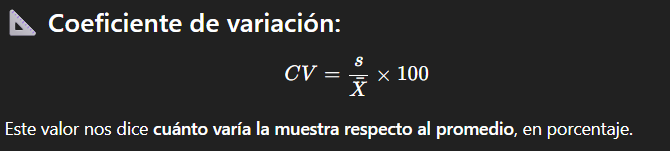 📐 Coeficiente de variación:
CV = s / X̄ × 100
Este valor nos dice cuánto varía la muestra respecto al promedio, en porcentaje.